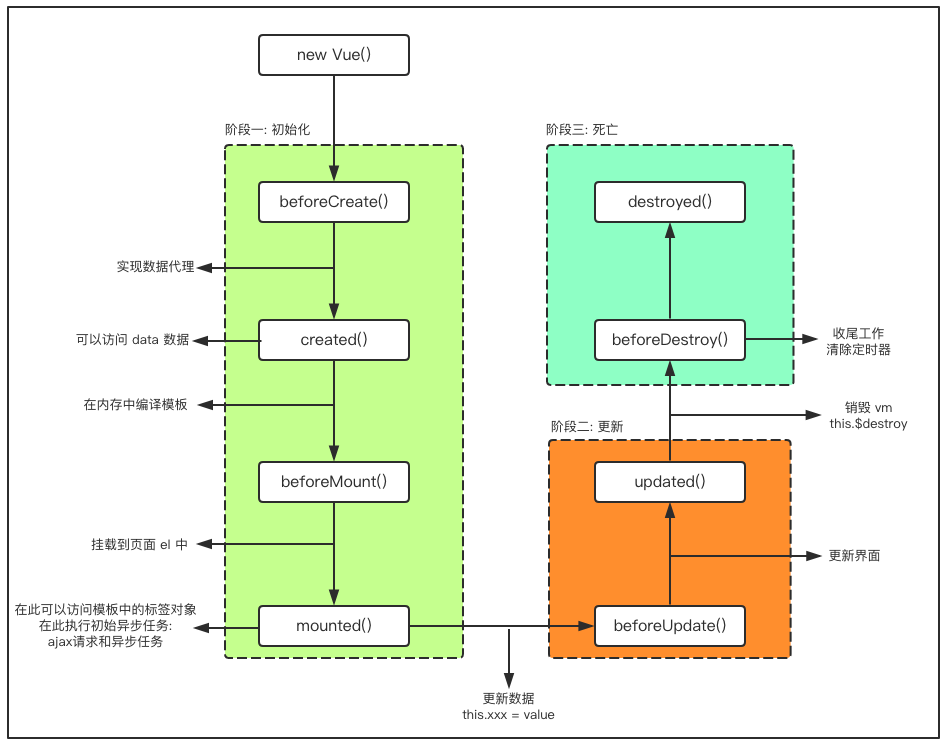 new Vue()
阶段一: 初始化
beforeCreate()
实现数据代理
created()
可以访问 data 数据
在内存中编译模板
beforeMount()
挂载到页面 el 中
mounted()
在此可以访问模板中的标签对象
在此执行初始异步任务:
ajax请求和异步任务
更新数据
this.xxx = value
阶段二: 更新
beforeUpdate()
更新界面
updated()
销毁 vm
this.$destroy
阶段三: 死亡
beforeDestroy()
收尾工作
清除定时器
destroyed()